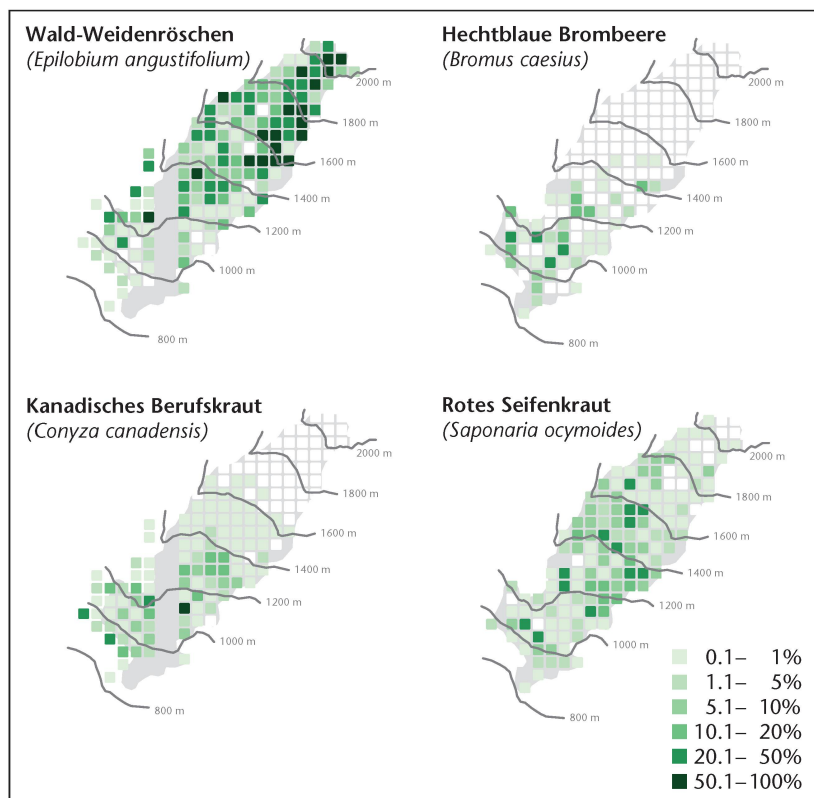 Wald-Weidenröschen
(Epilobium angustifolium)
2000 m
1800 m
1600 m
1400 m
1200 m
1000 m
800 m
Hechtblaue Brombeere
(Bromus caesius)
2000 m
1800 m
1600 m
1400 m
1200 m
1000 m
800 m
Kanadisches Berufskraut
(Conyza canadensis)
2000 m
1800 m
1600 m
1400 m
1200 m
1000 m
800 m
Rotes Seifenkraut
(Saponaria ocymoides)
2000 m
1800 m
1600 m
1400 m
1200 m
1000 m
800 m
0.1– 1%
1.1– 5%
5.1– 10%
10.1– 20%
20.1– 50%
50.1–100%